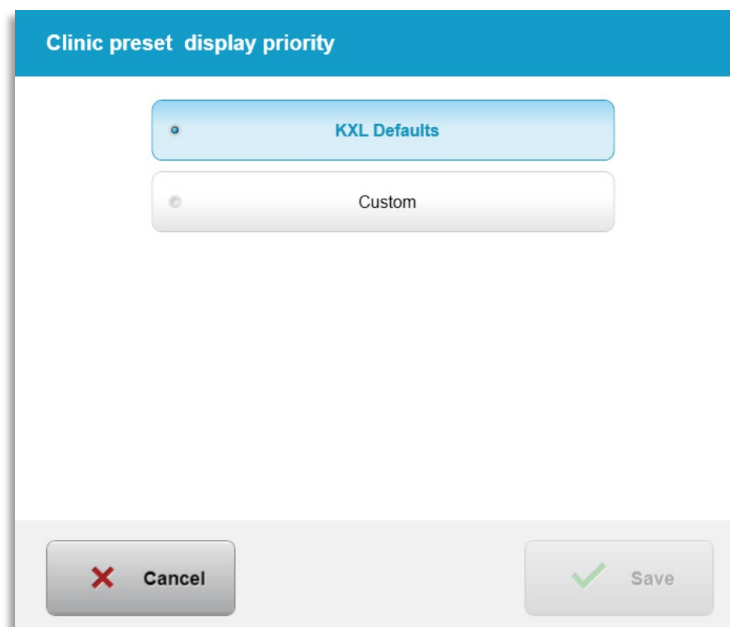 Clinic preset display priority
KXL Defaults
Custom
Cancel
Save